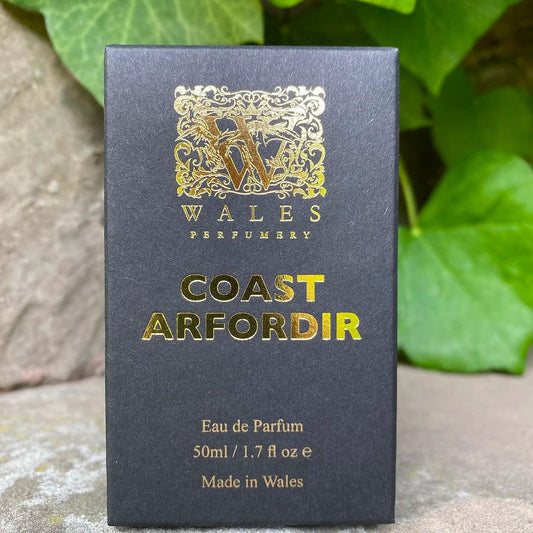 W
WALES
PERFUMERY
COAST
ARFORDIR
Eau de Parfum
50ml / 1.7 fl oz ℮
Made in Wales